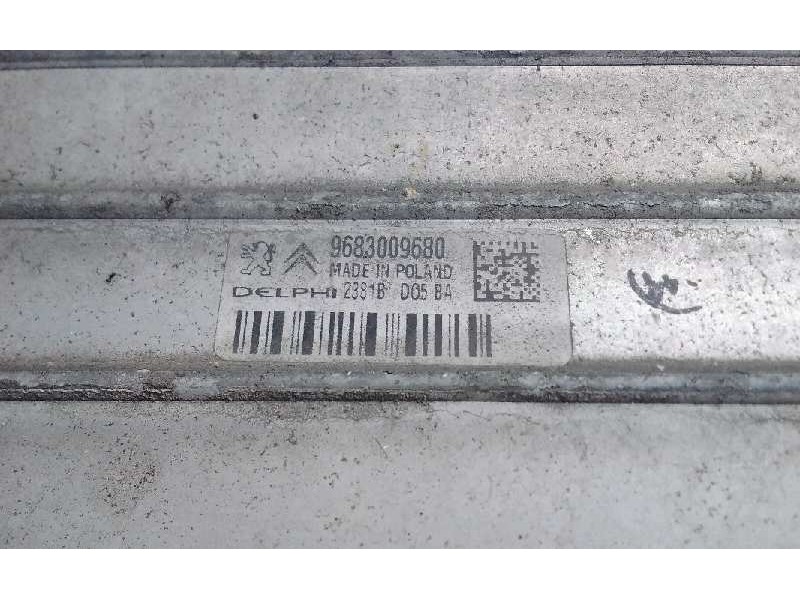 9683009680
MADE IN POLAND
DELPHI 2381B D05 BA